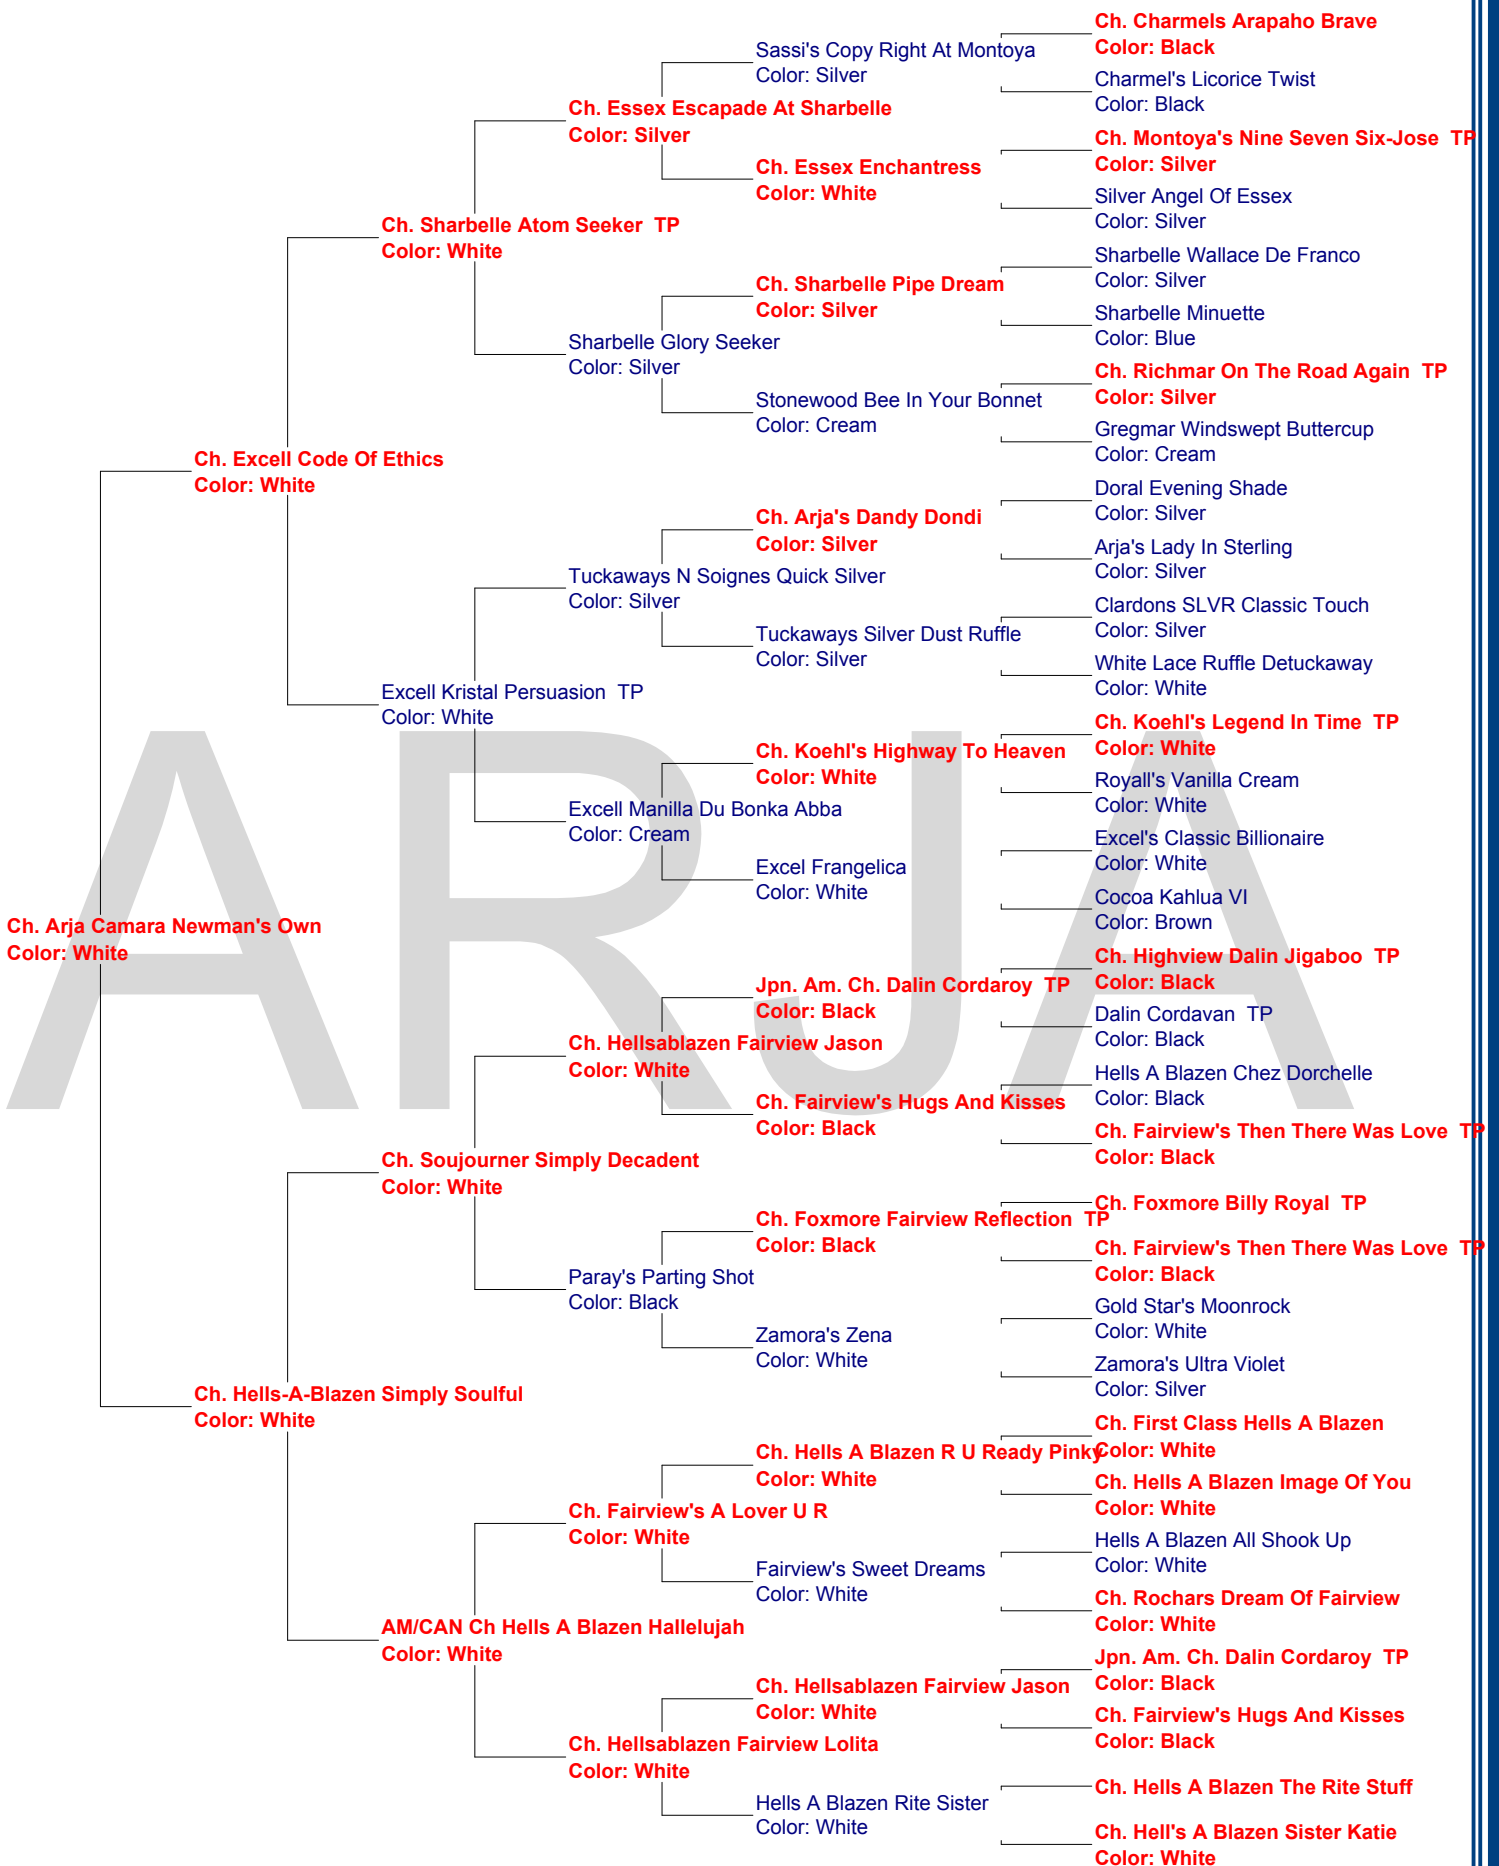 Ch. Charmels Arapaho Brave
Color: Black
Sassi's Copy Right At Montoya
Color: Silver
Charmel's Licorice Twist
Color: Black
Ch. Essex Escapade At Sharbelle
Color: Silver
Ch. Montoya's Nine Seven Six-Jose  TP
Color: Silver
Ch. Essex Enchantress
Color: White
Silver Angel Of Essex
Color: Silver
Ch. Sharbelle Atom Seeker  TP
Color: White
Sharbelle Wallace De Franco
Color: Silver
Ch. Sharbelle Pipe Dream
Color: Silver
Sharbelle Minuette
Color: Blue
Sharbelle Glory Seeker
Color: Silver
Ch. Richmar On The Road Again  TP
Color: Silver
Stonewood Bee In Your Bonnet
Color: Cream
Gregmar Windswept Buttercup
Color: Cream
Ch. Excell Code Of Ethics
Color: White
Doral Evening Shade
Color: Silver
Ch. Arja's Dandy Dondi
Color: Silver
Arja's Lady In Sterling
Color: Silver
Tuckaways N Soignes Quick Silver
Color: Silver
Clardons SLVR Classic Touch
Color: Silver
Tuckaways Silver Dust Ruffle
Color: Silver
White Lace Ruffle Detuckaway
Color: White
Excell Kristal Persuasion  TP
Color: White
Ch. Koehl's Legend In Time  TP
Color: White
Ch. Koehl's Highway To Heaven
Color: White
Royall's Vanilla Cream
Color: White
Excell Manilla Du Bonka Abba
Color: Cream
Excel's Classic Billionaire
Color: White
Excel Frangelica
Color: White
Cocoa Kahlua VI
Color: Brown
Ch. Arja Camara Newman's Own
Color: White
ARJA
Ch. Highview Dalin Jigaboo  TP
Color: Black
Jpn. Am. Ch. Dalin Cordaroy  TP
Color: Black
Dalin Cordavan  TP
Color: Black
Ch. Hellsablazen Fairview Jason
Color: White
Hells A Blazen Chez Dorchelle
Color: Black
Ch. Fairview's Hugs And Kisses
Color: Black
Ch. Fairview's Then There Was Love  TP
Color: Black
Ch. Soujourner Simply Decadent
Color: White
Ch. Foxmore Billy Royal  TP
Ch. Foxmore Fairview Reflection  TP
Color: Black
Ch. Fairview's Then There Was Love  TP
Color: Black
Paray's Parting Shot
Color: Black
Gold Star's Moonrock
Color: White
Zamora's Zena
Color: White
Zamora's Ultra Violet
Color: Silver
Ch. Hells-A-Blazen Simply Soulful
Color: White
Ch. First Class Hells A Blazen
Color: White
Ch. Hells A Blazen R U Ready Pinky
Color: White
Ch. Hells A Blazen Image Of You
Color: White
Ch. Fairview's A Lover U R
Color: White
Hells A Blazen All Shook Up
Color: White
Fairview's Sweet Dreams
Color: White
Ch. Rochars Dream Of Fairview
Color: White
AM/CAN Ch Hells A Blazen Hallelujah
Color: White
Jpn. Am. Ch. Dalin Cordaroy  TP
Color: Black
Ch. Hellsablazen Fairview Jason
Color: White
Ch. Fairview's Hugs And Kisses
Color: Black
Ch. Hellsablazen Fairview Lolita
Color: White
Ch. Hells A Blazen The Rite Stuff
Hells A Blazen Rite Sister
Color: White
Ch. Hell's A Blazen Sister Katie
Color: White